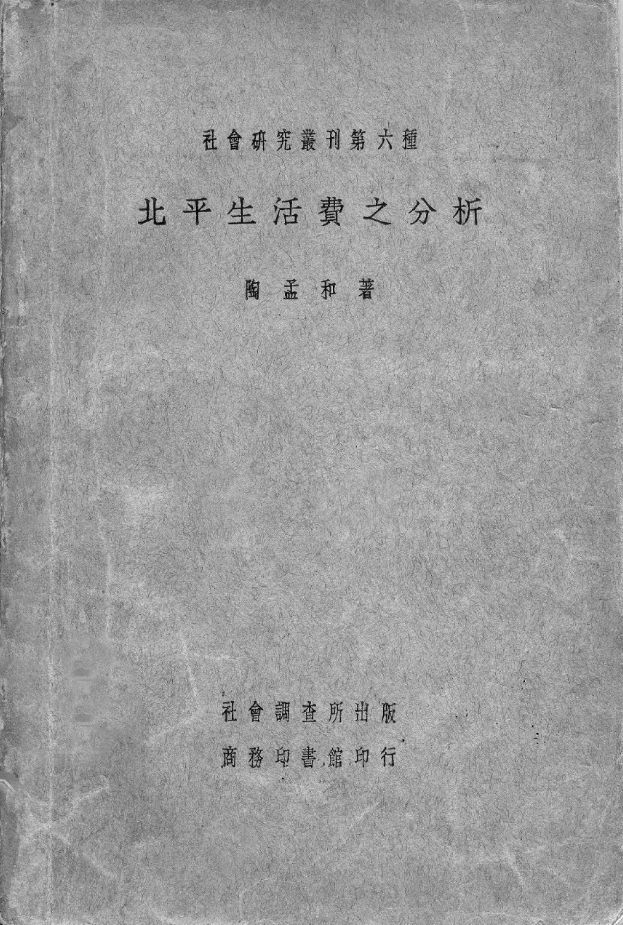 社會研究叢刊第六種
北平生活費之分析
陶孟和著
社會調查所出版
商務印書館印行